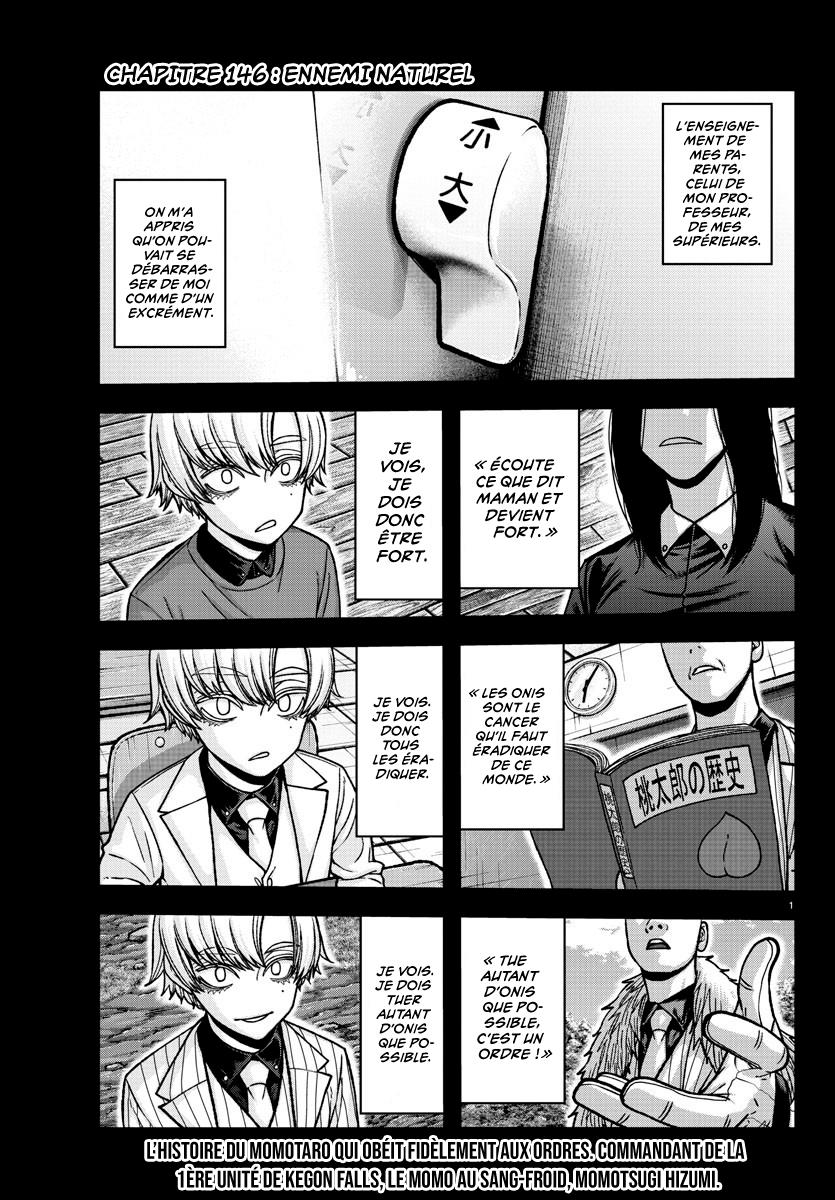 CHAPITRE 146 : ENNEMI NATUREL
L'ENSEIGNE-
MENT DE
MES PA-
RENTS,
CELUI DE
MON PRO-
FESSEUR,
DE MES
SUPÉRIEURS.
小
大
ON M'A
APPRIS
QU'ON POU-
VAIT SE
DÉBARRAS-
SER DE MOI
COMME D'UN
EXCRÉMENT.
« ÉCOUTE
CE QUE DIT
MAMAN ET
DEVIENT
FORT. »
JE
VOIS,
JE
DOIS
DONC
ÊTRE
FORT.
« LES ONIS
SONT LE
CANCER
QU'IL FAUT
ÉRADIQUER
DE CE
MONDE. »
桃太郎の歴史
JE VOIS.
JE DOIS
DONC
TOUS
LES ÉRA-
DIQUER.
1
« TUE
AUTANT
D'ONIS
QUE PO-
SSIBLE,
C'EST UN
ORDRE ! »
JE VOIS.
JE DOIS
TUER
AUTANT
D'ONIS
QUE PO-
SSIBLE.
L'HISTOIRE DU MOMOTARO QUI OBÉIT FIDÈLEMENT AUX ORDRES. COMMANDANT DE LA
1ÈRE UNITÉ DE KEGON FALLS, LE MOMO AU SANG-FROID, MOMOTSUGI HIZUMI.